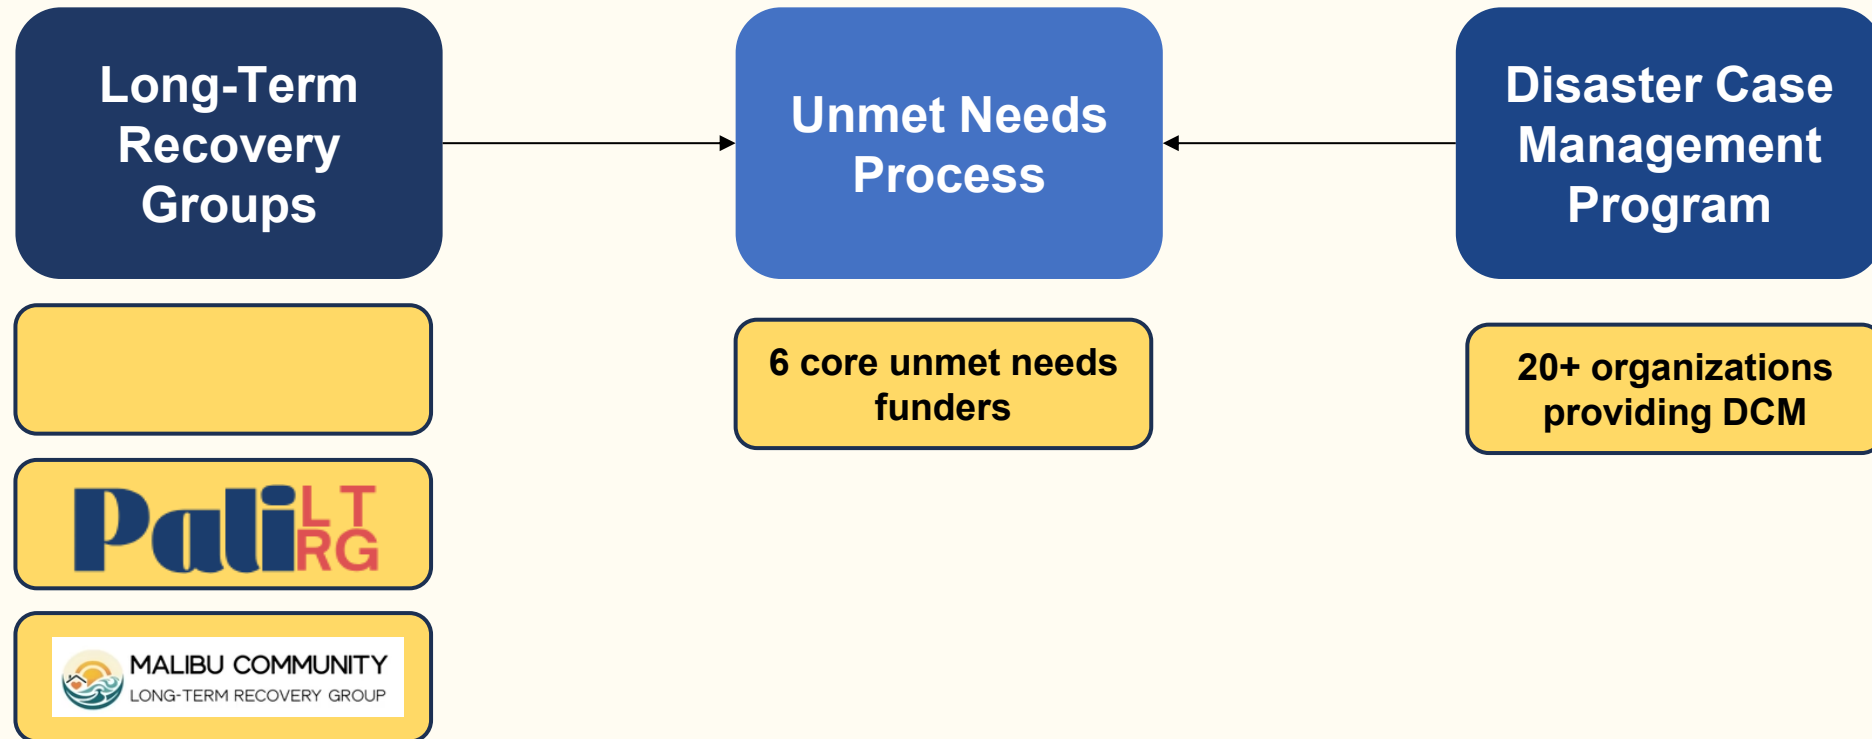 Long-Term
Recovery
Groups
Unmet Needs
Process
Disaster Case
Management
Program
6 core unmet needs
funders
20+ organizations
providing DCM
Pali LT
RG
MALIBU COMMUNITY
LONG-TERM RECOVERY GROUP